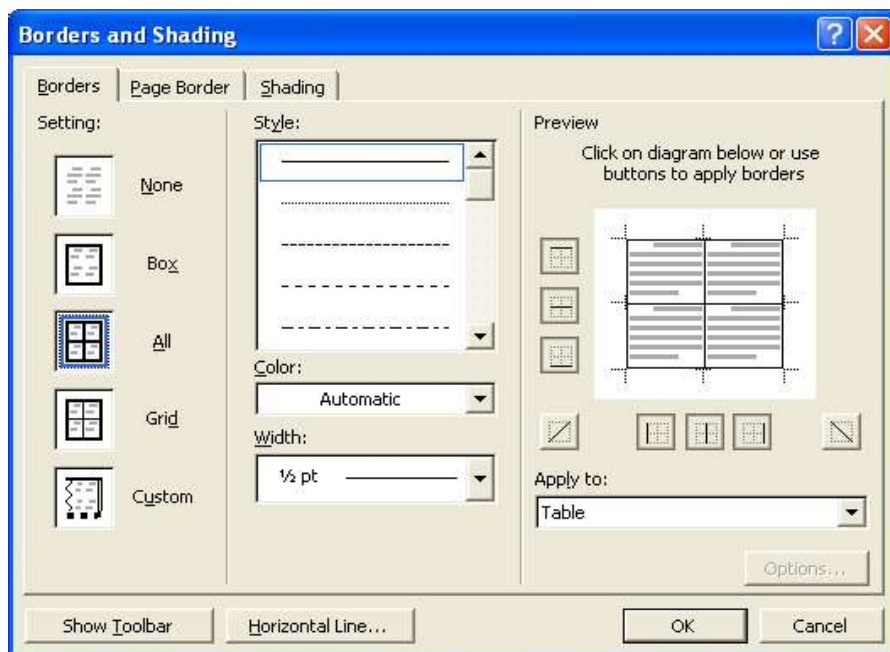 Borders and Shading
Borders
Page Border
Shading
Setting:
None
Box
All
Grid
Custom
Style:
Color:
Automatic
Width:
½ pt
Preview
Click on diagram below or use
buttons to apply borders
Apply to:
Table
Options...
Show Toolbar
Horizontal Line...
OK
Cancel